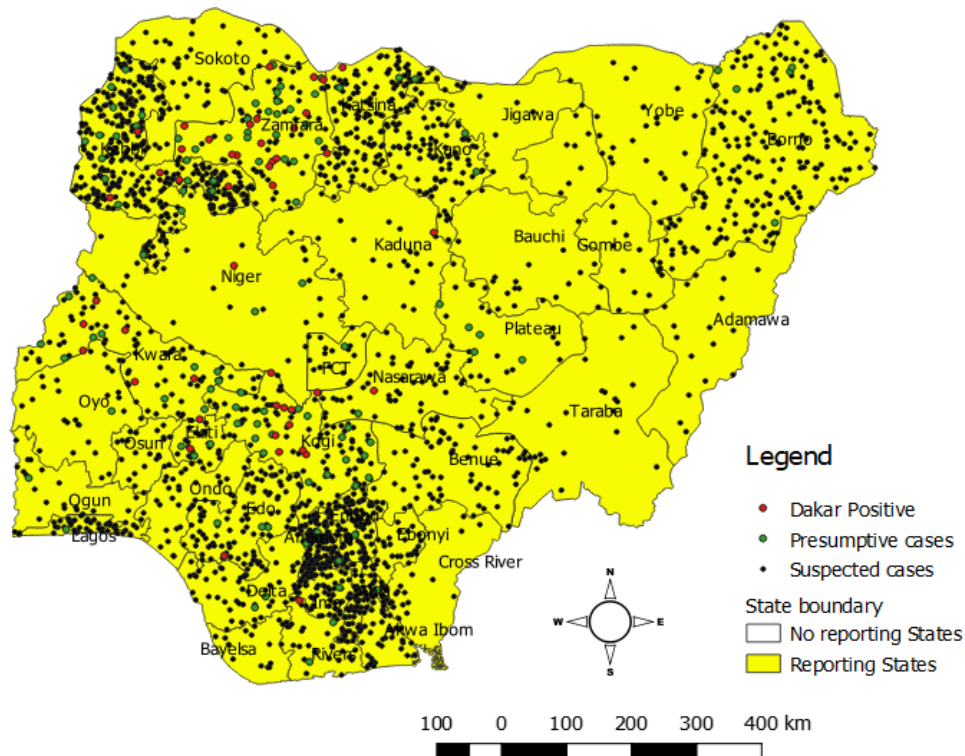 Sokoto
Katsina
Jigawa
Yobe
Zamfara
Borno
Kebbi
Kano
Bauchi
Kaduna
Gombe
Niger
Adamawa
Plateau
Kwara
FCT
Nasarawa
Oyo
Taraba
Ekiti
Osun
Kogi
Benue
Ondo
Ogun
Edo
Lagos
Ebonyi
Cross River
Delta
Imo
Akwa Ibom
Bayelsa
Rivers
Legend
Dakar Positive
Presumptive cases
Suspected cases
State boundary
No reporting States
Reporting States
N
W
E
S
100 0 100 200 300 400 km